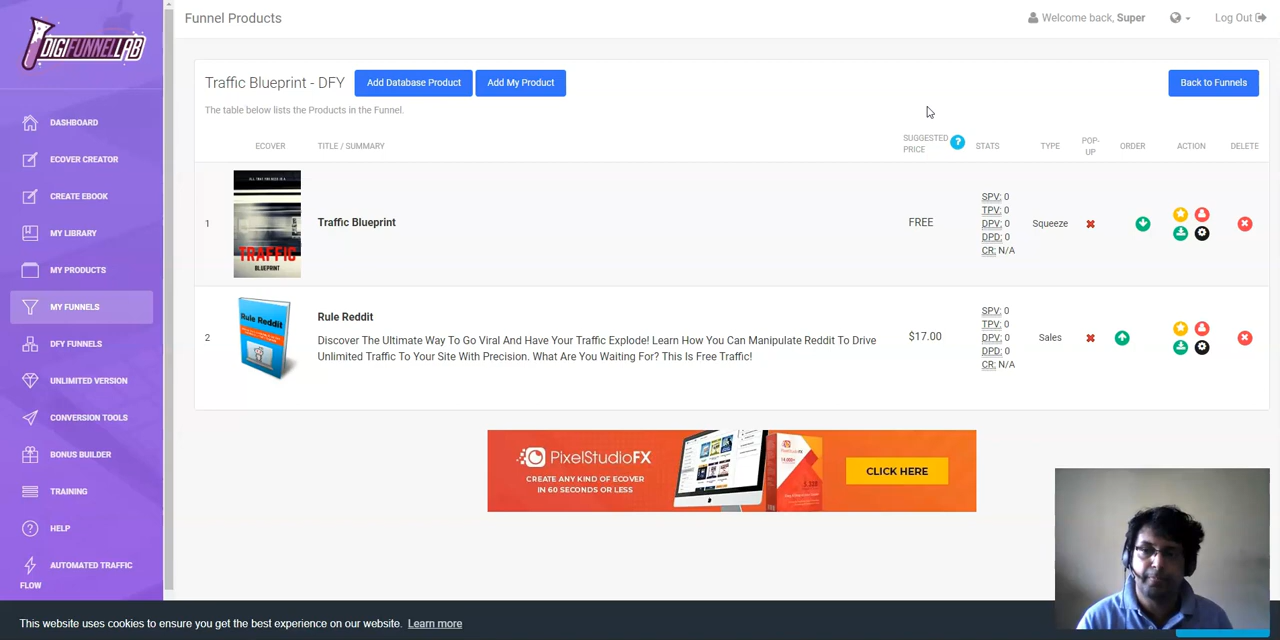 DIGIFUNNELLAB
Funnel Products
Welcome back, Super
Log Out
DASHBOARD
ECOVER CREATOR
CREATE EBOOK
MY LIBRARY
MY PRODUCTS
MY FUNNELS
DFY FUNNELS
UNLIMITED VERSION
CONVERSION TOOLS
BONUS BUILDER
TRAINING
HELP
AUTOMATED TRAFFIC
FLOW
Traffic Blueprint - DFY
Add Database Product
Add My Product
Back to Funnels
The table below lists the Products in the Funnel.
ECOVER
TITLE / SUMMARY
SUGGESTED
PRICE
?
STATS
TYPE
POP-
UP
ORDER
ACTION
DELETE
1
TRAFFIC
BLUEPRINT
Traffic Blueprint
FREE
SPV: 0
TPV: 0
DPV: 0
DPD: 0
CR: N/A
Squeeze
2
Rule Reddit
Rule Reddit
Discover The Ultimate Way To Go Viral And Have Your Traffic Explode! Learn How You Can Manipulate Reddit To Drive
Unlimited Traffic To Your Site With Precision. What Are You Waiting For? This Is Free Traffic!
$17.00
SPV: 0
TPV: 0
DPV: 0
DPD: 0
CR: N/A
Sales
PixelStudioFX
CREATE ANY KIND OF ECOVER
IN 60 SECONDS OR LESS
CLICK HERE
This website uses cookies to ensure you get the best experience on our website. Learn more